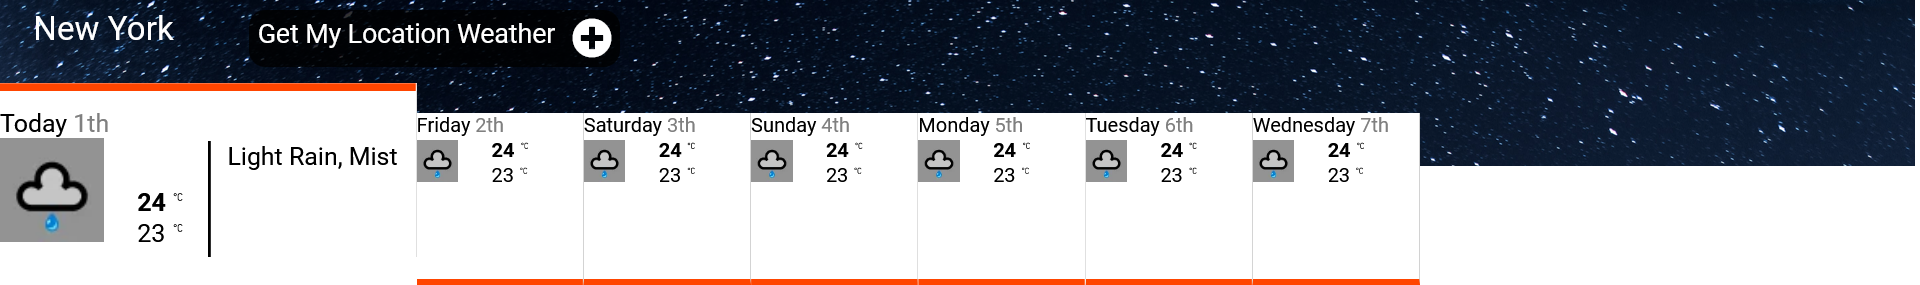 New York
Get My Location Weather
Today 1th
24 °C
23 °C
Light Rain, Mist
Friday 2th
24 °C
23 °C
Saturday 3th
24 °C
23 °C
Sunday 4th
24 °C
23 °C
Monday 5th
24 °C
23 °C
Tuesday 6th
24 °C
23 °C
Wednesday 7th
24 °C
23 °C